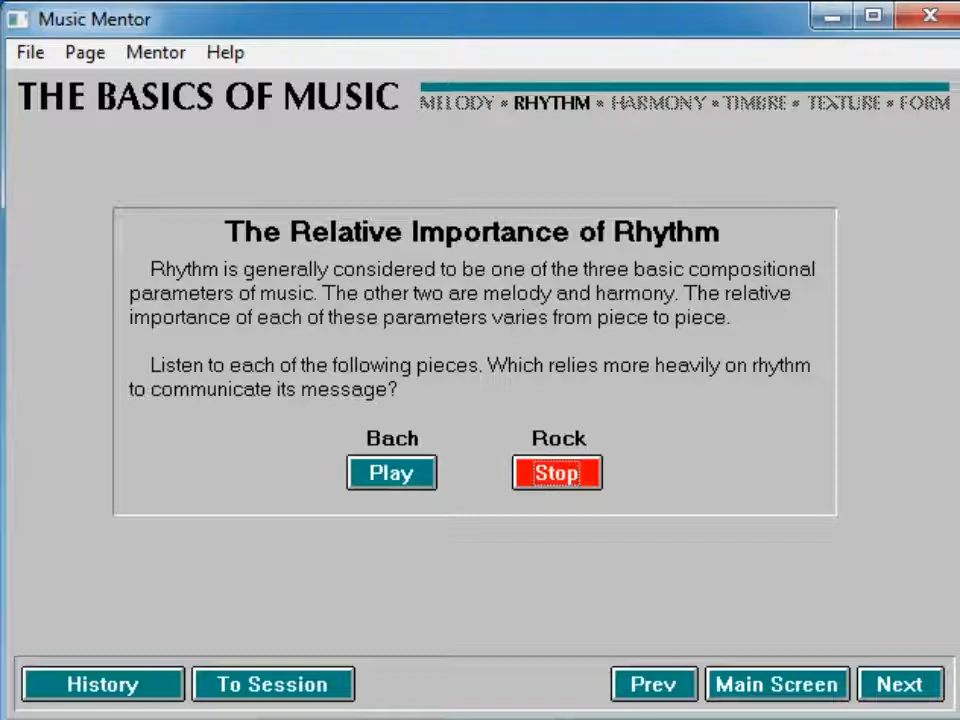 Music Mentor
File Page Mentor Help
THE BASICS OF MUSIC
MELODY • RHYTHM • HARMONY • TIMBRE • TEXTURE • FORM
The Relative Importance of Rhythm
Rhythm is generally considered to be one of the three basic compositional
parameters of music. The other two are melody and harmony. The relative
importance of each of these parameters varies from piece to piece.
Listen to each of the following pieces. Which relies more heavily on rhythm
to communicate its message?
Bach Rock
Play Stop
History To Session Prev Main Screen Next